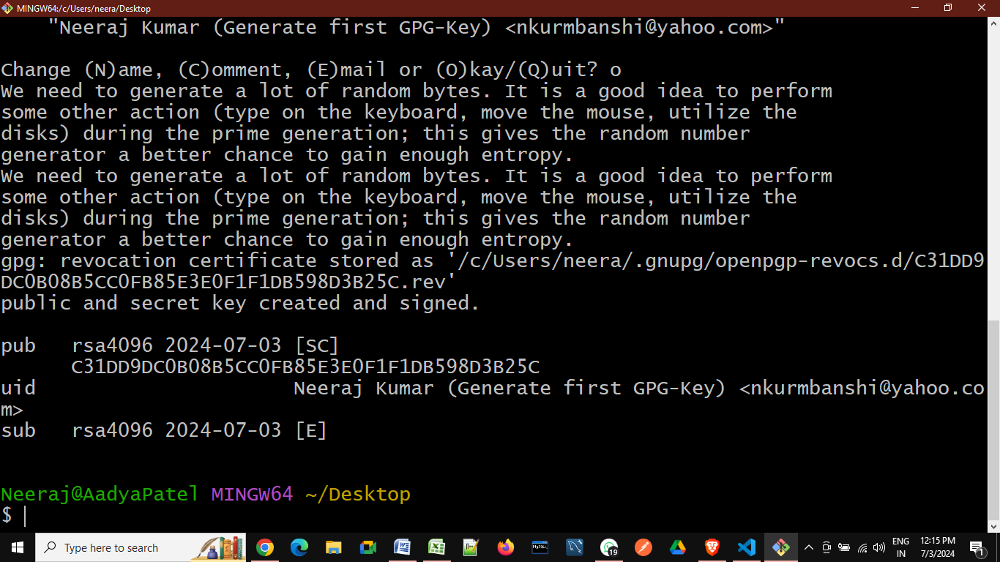 MINGW64:/c/Users/neera/Desktop
"Neeraj Kumar (Generate first GPG-Key) <nkurmbanshi@yahoo.com>"
Change (N)ame, (C)omment, (E)mail or (O)kay/(Q)uit? o
We need to generate a lot of random bytes. It is a good idea to perform
some other action (type on the keyboard, move the mouse, utilize the
disks) during the prime generation; this gives the random number
generator a better chance to gain enough entropy.
We need to generate a lot of random bytes. It is a good idea to perform
some other action (type on the keyboard, move the mouse, utilize the
disks) during the prime generation; this gives the random number
generator a better chance to gain enough entropy.
gpg: revocation certificate stored as '/c/Users/neera/.gnupg/openpgp-revocs.d/C31DD9
DC0B08B5CC0FB85E3E0F1F1DB598D3B25C.rev'
public and secret key created and signed.
pub   rsa4096 2024-07-03 [SC]
C31DD9DC0B08B5CC0FB85E3E0F1F1DB598D3B25C
uid                      Neeraj Kumar (Generate first GPG-Key) <nkurmbanshi@yahoo.co
m>
sub   rsa4096 2024-07-03 [E]
Neeraj@AadyaPatel MINGW64 ~/Desktop
$
Type here to search
MySQL
19
ENG
IN
12:15 PM
7/3/2024
1